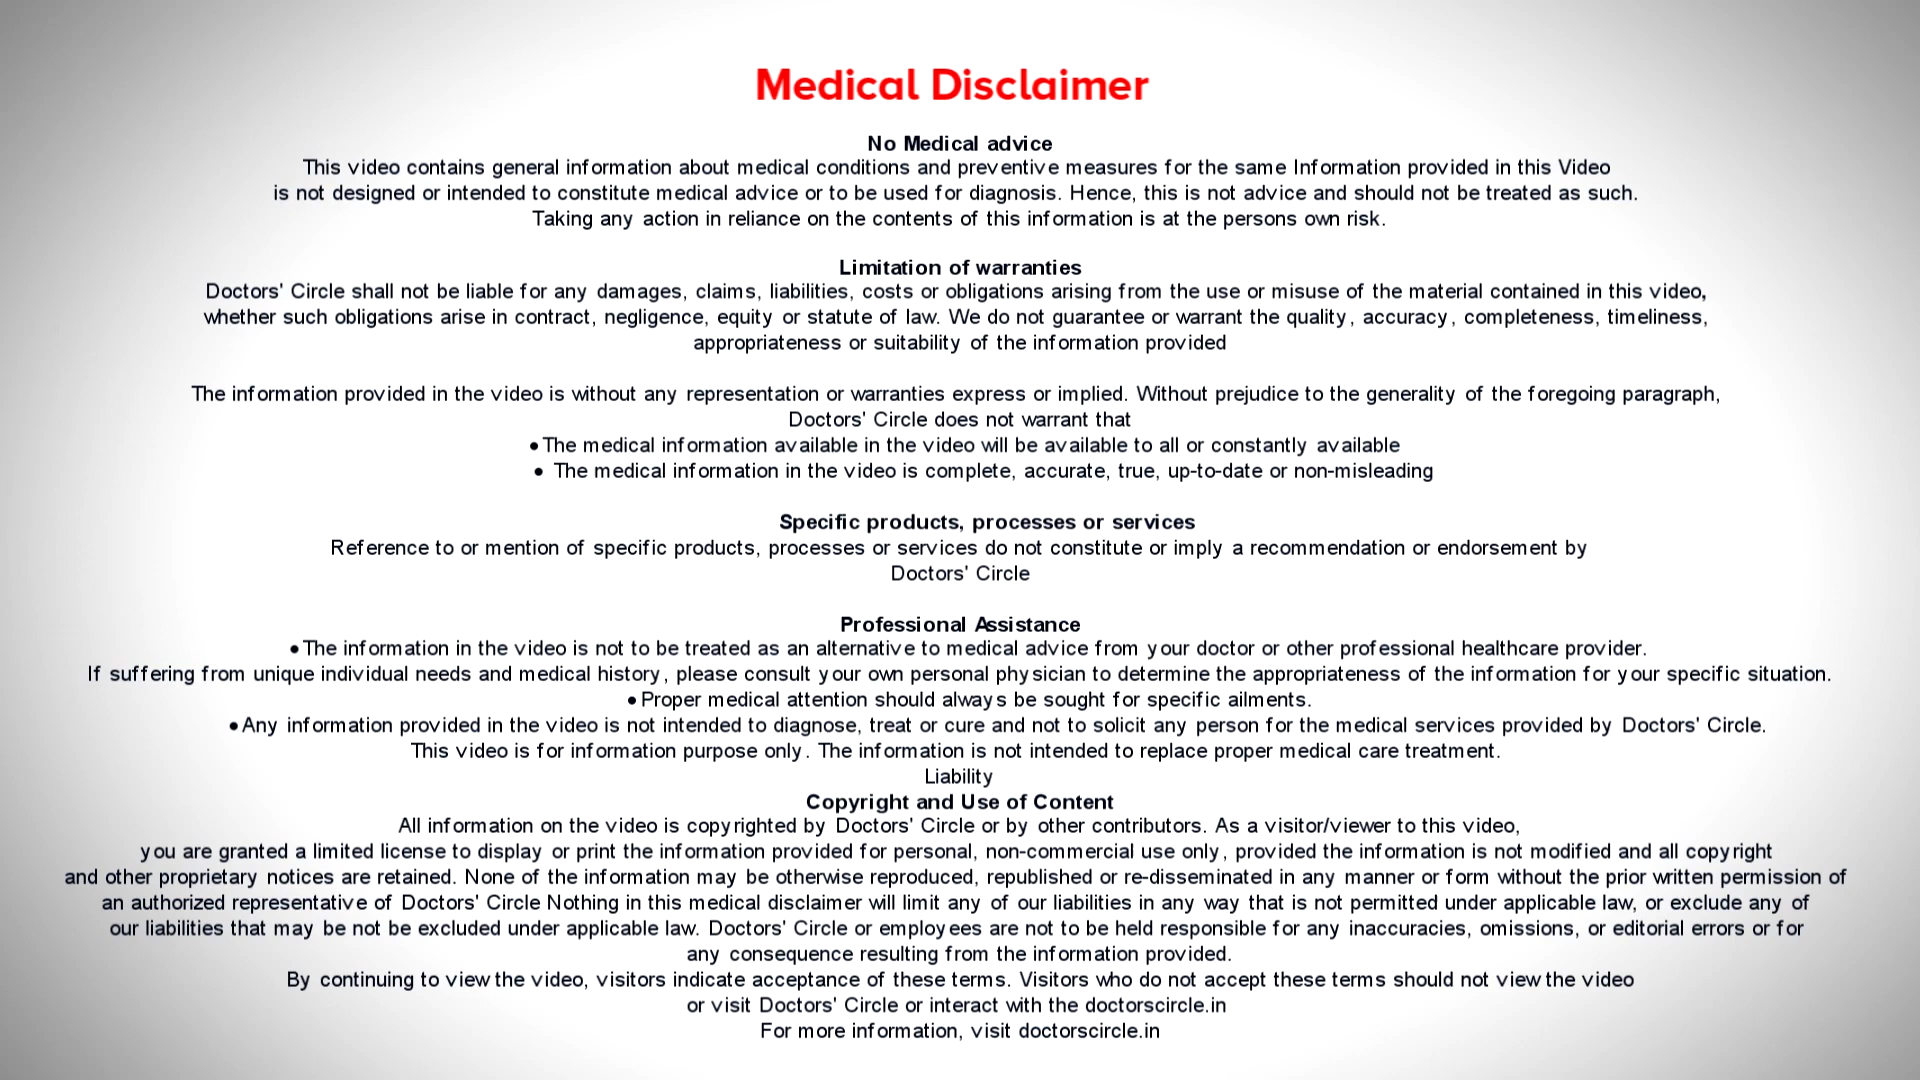 Medical Disclaimer
No Medical advice
This video contains general information about medical conditions and preventive measures for the same Information provided in this Video
is not designed or intended to constitute medical advice or to be used for diagnosis. Hence, this is not advice and should not be treated as such.
Taking any action in reliance on the contents of this information is at the persons own risk.
Limitation of warranties
Doctors' Circle shall not be liable for any damages, claims, liabilities, costs or obligations arising from the use or misuse of the material contained in this video,
whether such obligations arise in contract, negligence, equity or statute of law. We do not guarantee or warrant the quality, accuracy, completeness, timeliness,
appropriateness or suitability of the information provided
The information provided in the video is without any representation or warranties express or implied. Without prejudice to the generality of the foregoing paragraph,
Doctors' Circle does not warrant that
• The medical information available in the video will be available to all or constantly available
• The medical information in the video is complete, accurate, true, up-to-date or non-misleading
Specific products, processes or services
Reference to or mention of specific products, processes or services do not constitute or imply a recommendation or endorsement by
Doctors' Circle
Professional Assistance
• The information in the video is not to be treated as an alternative to medical advice from your doctor or other professional healthcare provider.
If suffering from unique individual needs and medical history, please consult your own personal physician to determine the appropriateness of the information for your specific situation.
• Proper medical attention should always be sought for specific ailments.
• Any information provided in the video is not intended to diagnose, treat or cure and not to solicit any person for the medical services provided by Doctors' Circle.
This video is for information purpose only. The information is not intended to replace proper medical care treatment.
Liability
Copyright and Use of Content
All information on the video is copyrighted by Doctors' Circle or by other contributors. As a visitor/viewer to this video,
you are granted a limited license to display or print the information provided for personal, non-commercial use only, provided the information is not modified and all copyright
and other proprietary notices are retained. None of the information may be otherwise reproduced, republished or re-disseminated in any manner or form without the prior written permission of
an authorized representative of Doctors' Circle Nothing in this medical disclaimer will limit any of our liabilities in any way that is not permitted under applicable law, or exclude any of
our liabilities that may be not be excluded under applicable law. Doctors' Circle or employees are not to be held responsible for any inaccuracies, omissions, or editorial errors or for
any consequence resulting from the information provided.
By continuing to view the video, visitors indicate acceptance of these terms. Visitors who do not accept these terms should not view the video
or visit Doctors' Circle or interact with the doctorscircle.in
For more information, visit doctorscircle.in